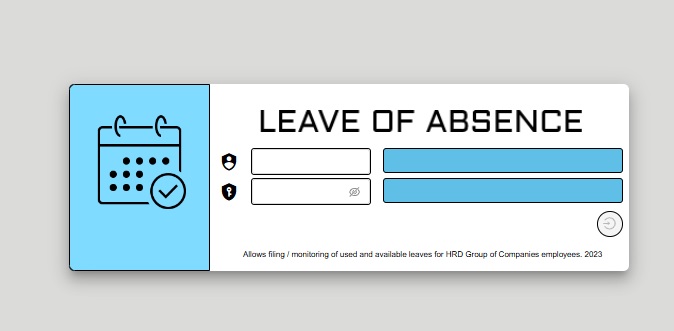 LEAVE OF ABSENCE
Allows filing / monitoring of used and available leaves for HRD Group of Companies employees. 2023